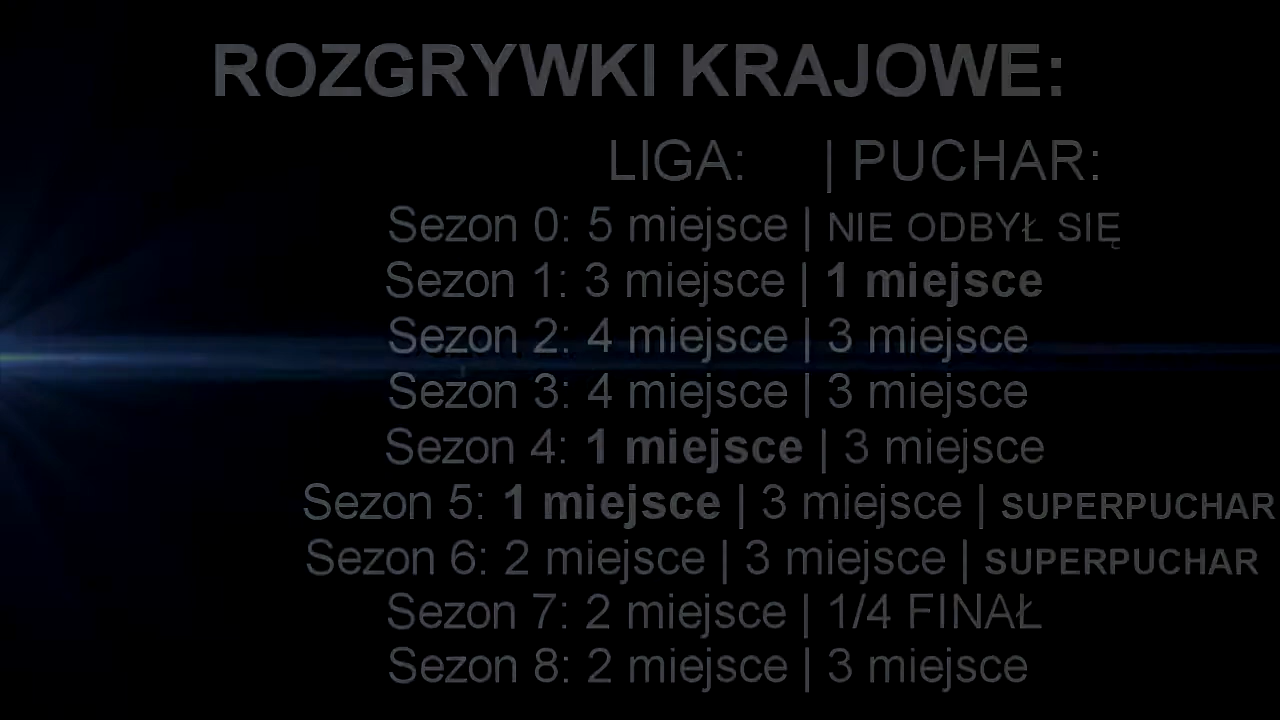 ROZGRYWKI KRAJOWE:
LIGA: | PUCHAR:
Sezon 0: 5 miejsce | NIE ODBYŁ SIĘ
Sezon 1: 3 miejsce | 1 miejsce
Sezon 2: 4 miejsce | 3 miejsce
Sezon 3: 4 miejsce | 3 miejsce
Sezon 4: 1 miejsce | 3 miejsce
Sezon 5: 1 miejsce | 3 miejsce | SUPERPUCHAR
Sezon 6: 2 miejsce | 3 miejsce | SUPERPUCHAR
Sezon 7: 2 miejsce | 1/4 FINAŁ
Sezon 8: 2 miejsce | 3 miejsce